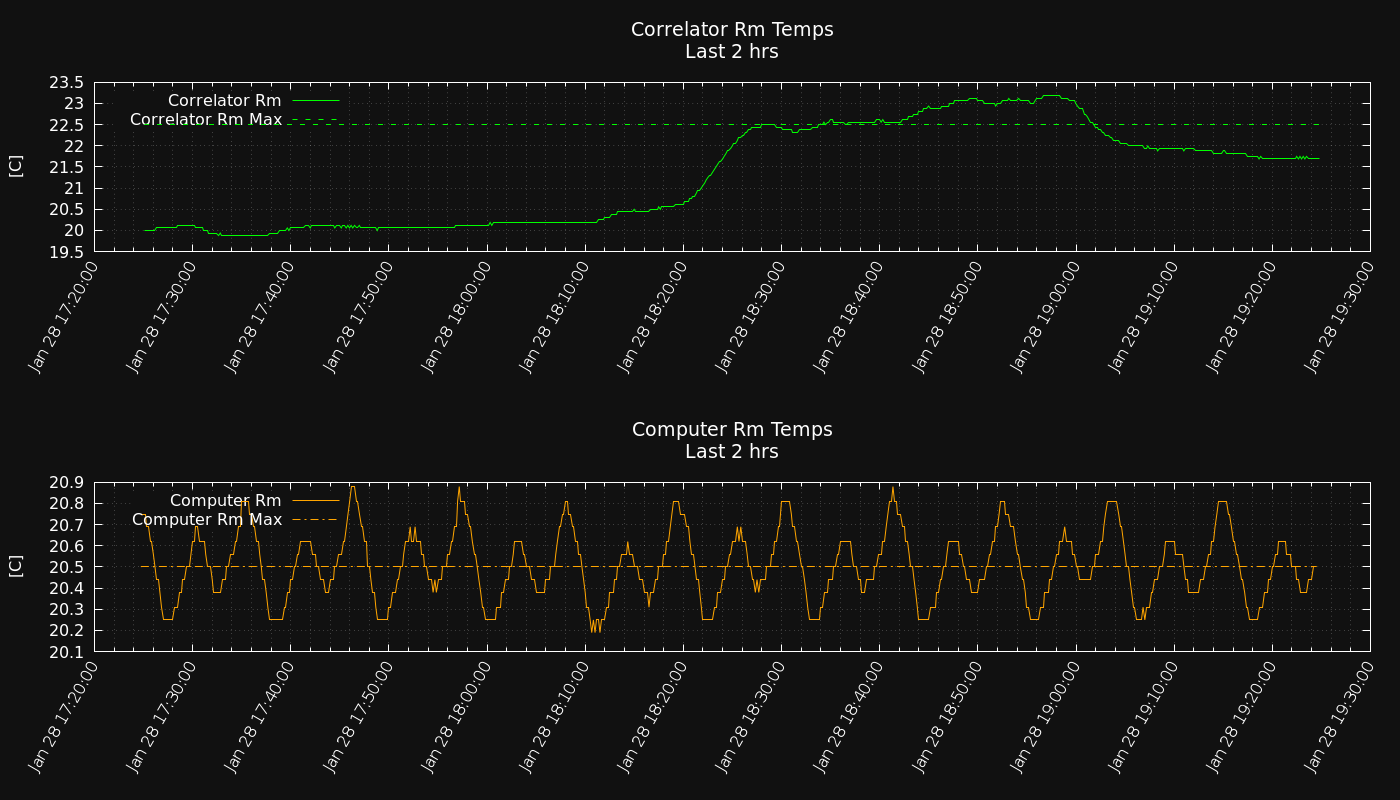 Correlator Rm Temps
Last 2 hrs
23.5
23
22.5
22
21.5
21
20.5
20
19.5
[C]
Correlator Rm
Correlator Rm Max
Jan 28 17:20:00
Jan 28 17:30:00
Jan 28 17:40:00
Jan 28 17:50:00
Jan 28 18:00:00
Jan 28 18:10:00
Jan 28 18:20:00
Jan 28 18:30:00
Jan 28 18:40:00
Jan 28 18:50:00
Jan 28 19:00:00
Jan 28 19:10:00
Jan 28 19:20:00
Jan 28 19:30:00
Computer Rm Temps
Last 2 hrs
20.9
20.8
20.7
20.6
20.5
20.4
20.3
20.2
20.1
[C]
Computer Rm
Computer Rm Max
Jan 28 17:20:00
Jan 28 17:30:00
Jan 28 17:40:00
Jan 28 17:50:00
Jan 28 18:00:00
Jan 28 18:10:00
Jan 28 18:20:00
Jan 28 18:30:00
Jan 28 18:40:00
Jan 28 18:50:00
Jan 28 19:00:00
Jan 28 19:10:00
Jan 28 19:20:00
Jan 28 19:30:00